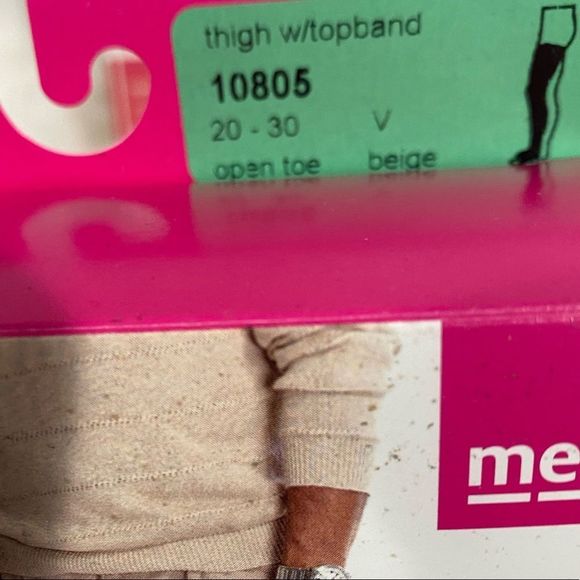 thigh w/topband
10805
20 - 30 V
open toe beige
me